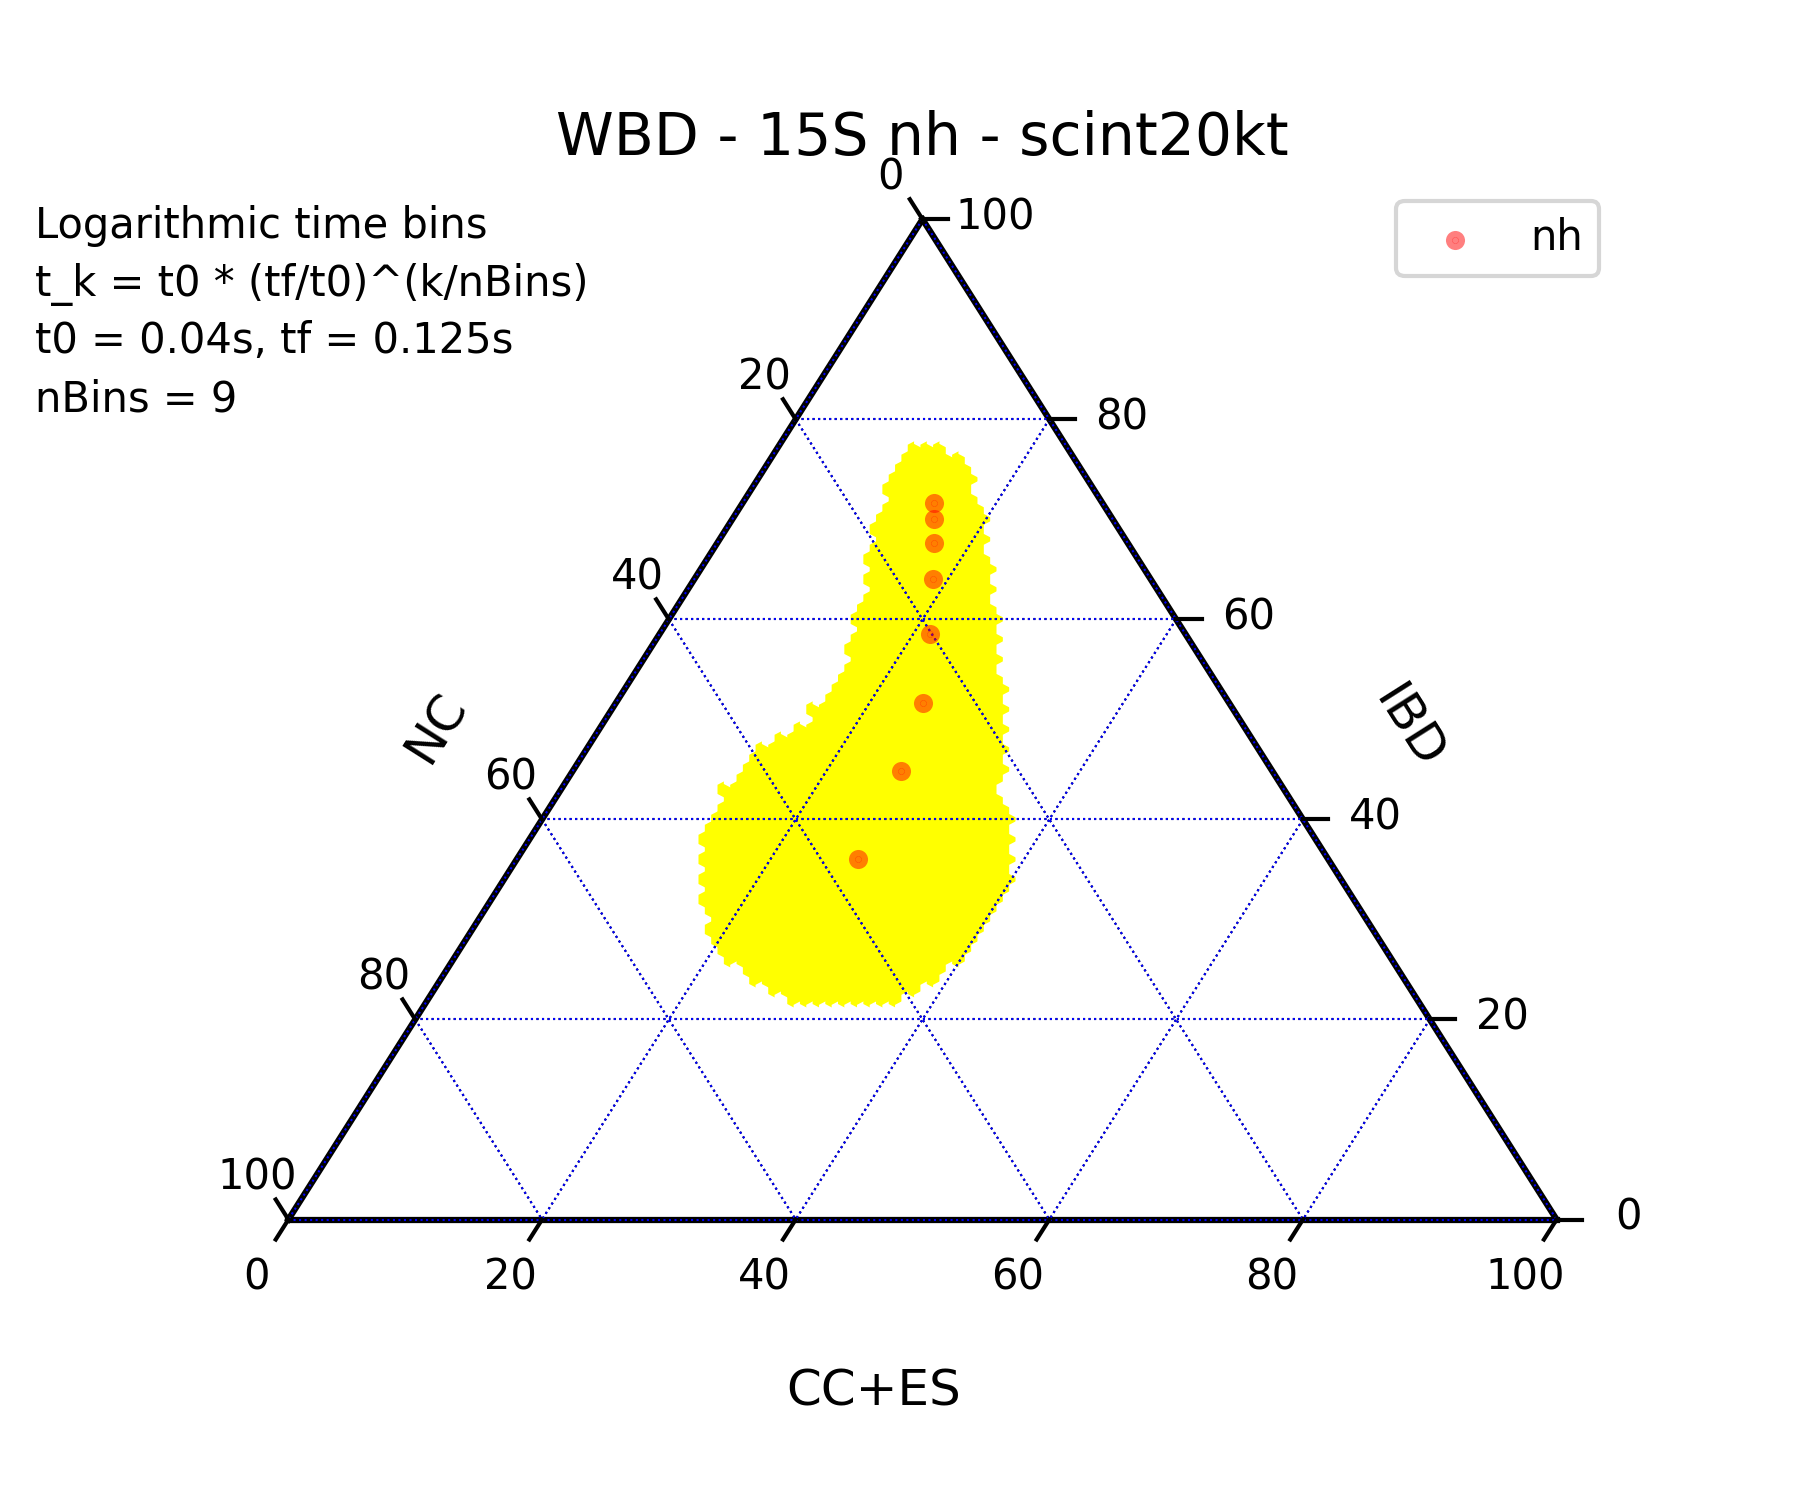 WBD - 15S nh - scint20kt
Logarithmic time bins
t_k = t0 * (tf/t0)^(k/nBins)
t0 = 0.04s, tf = 0.125s
nBins = 9
nh
0
100
20
80
40
60
NC
IBD
60
40
80
20
100
0
0
20
40
60
80
100
CC+ES